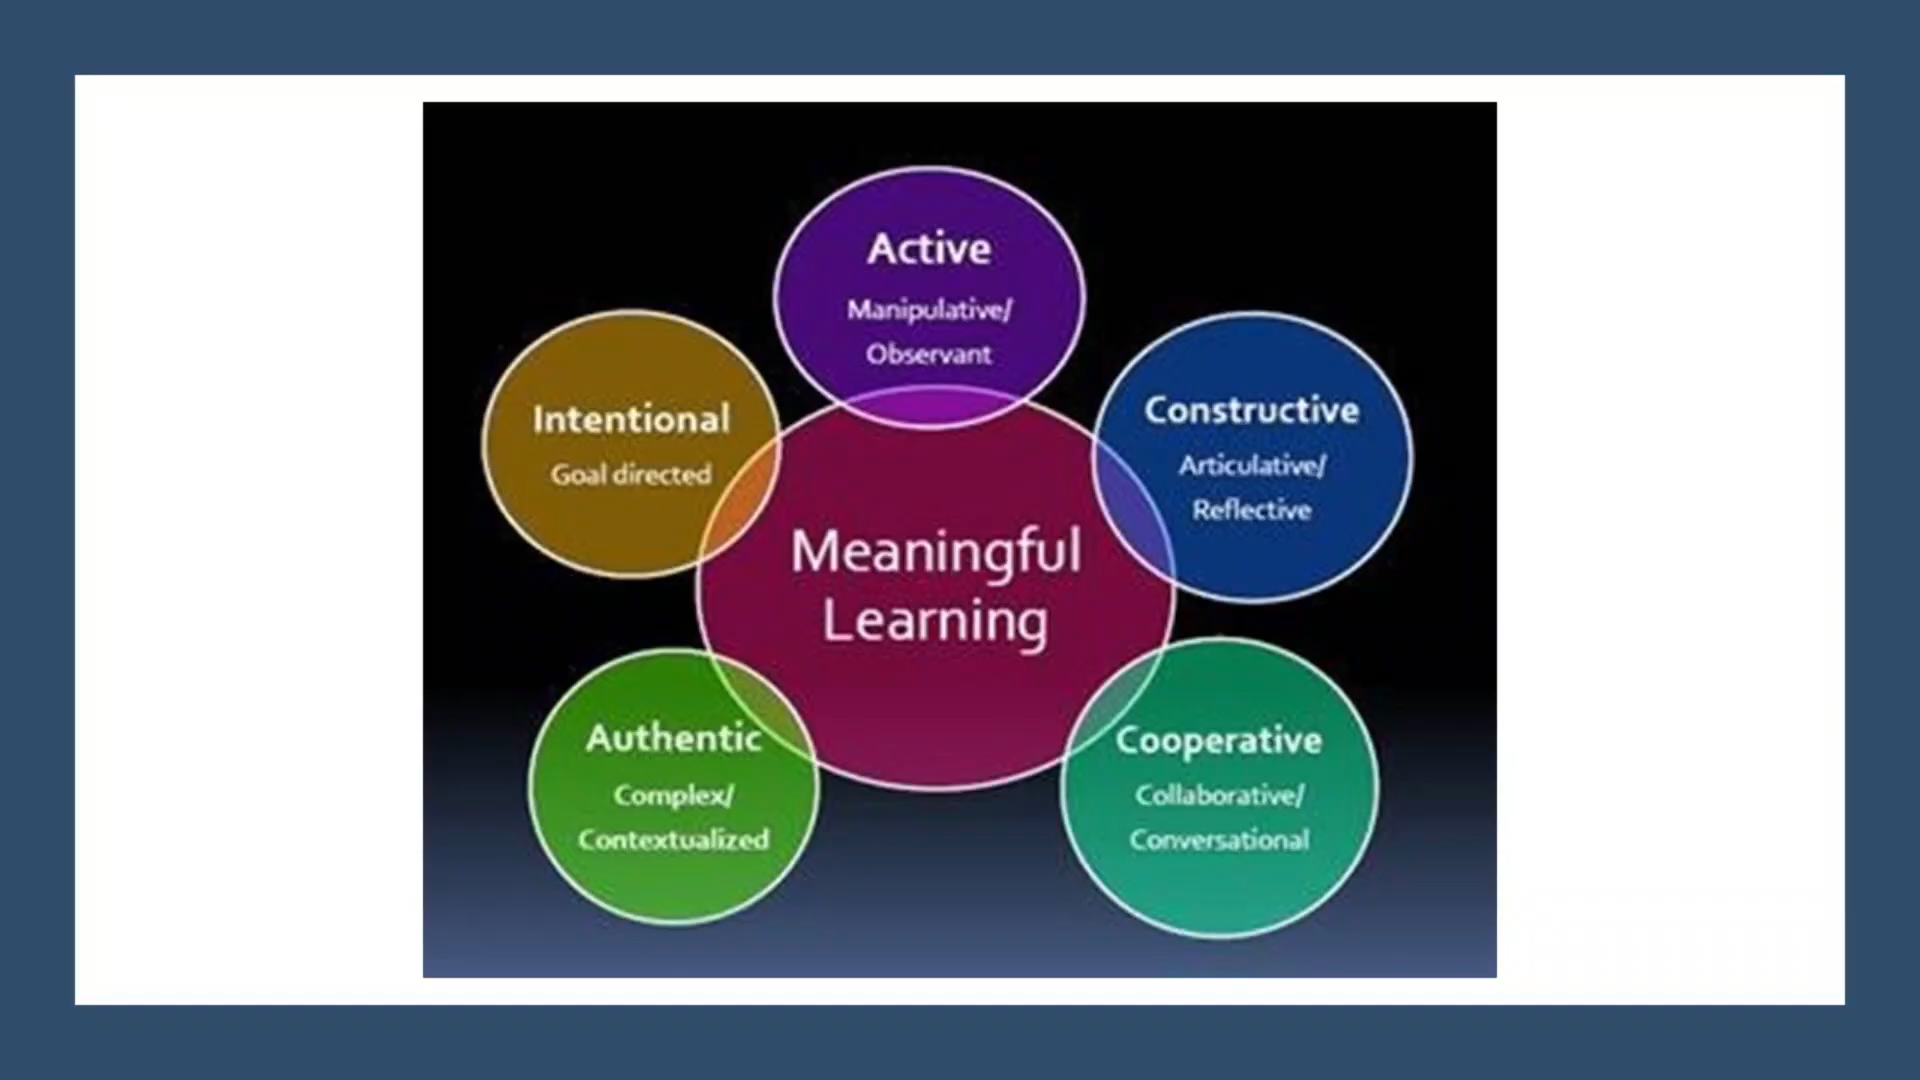 Active
Manipulative/
Observant
Intentional
Goal directed
Constructive
Articulative/
Reflective
Meaningful
Learning
Authentic
Complex/
Contextualized
Cooperative
Collaborative/
Conversational